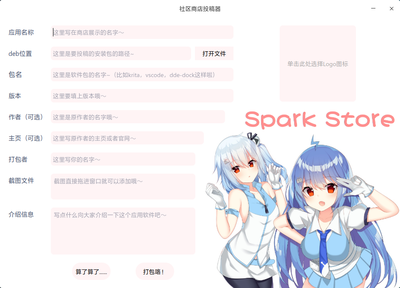 社区商店投稿器
应用名称 这里写在商店展示的名字~
deb位置 这里是要投稿的安装包的路径~ 打开文件
单击此处选择Logo图标
包名 这里是软件包的名字~（比如krita、vscode、dde-dock这样啦）
版本 这里要填上版本哦~
作者（可选） 这里是原作者的名字哦~
Spark Store
主页（可选） 这里写原作者的主页或者官网~
打包者 这里写你的名字~
截图文件 截图直接拖进窗口就可以添加哦~
介绍信息 写点什么向大家介绍一下这个应用软件吧~
算了算了…… 打包咯！